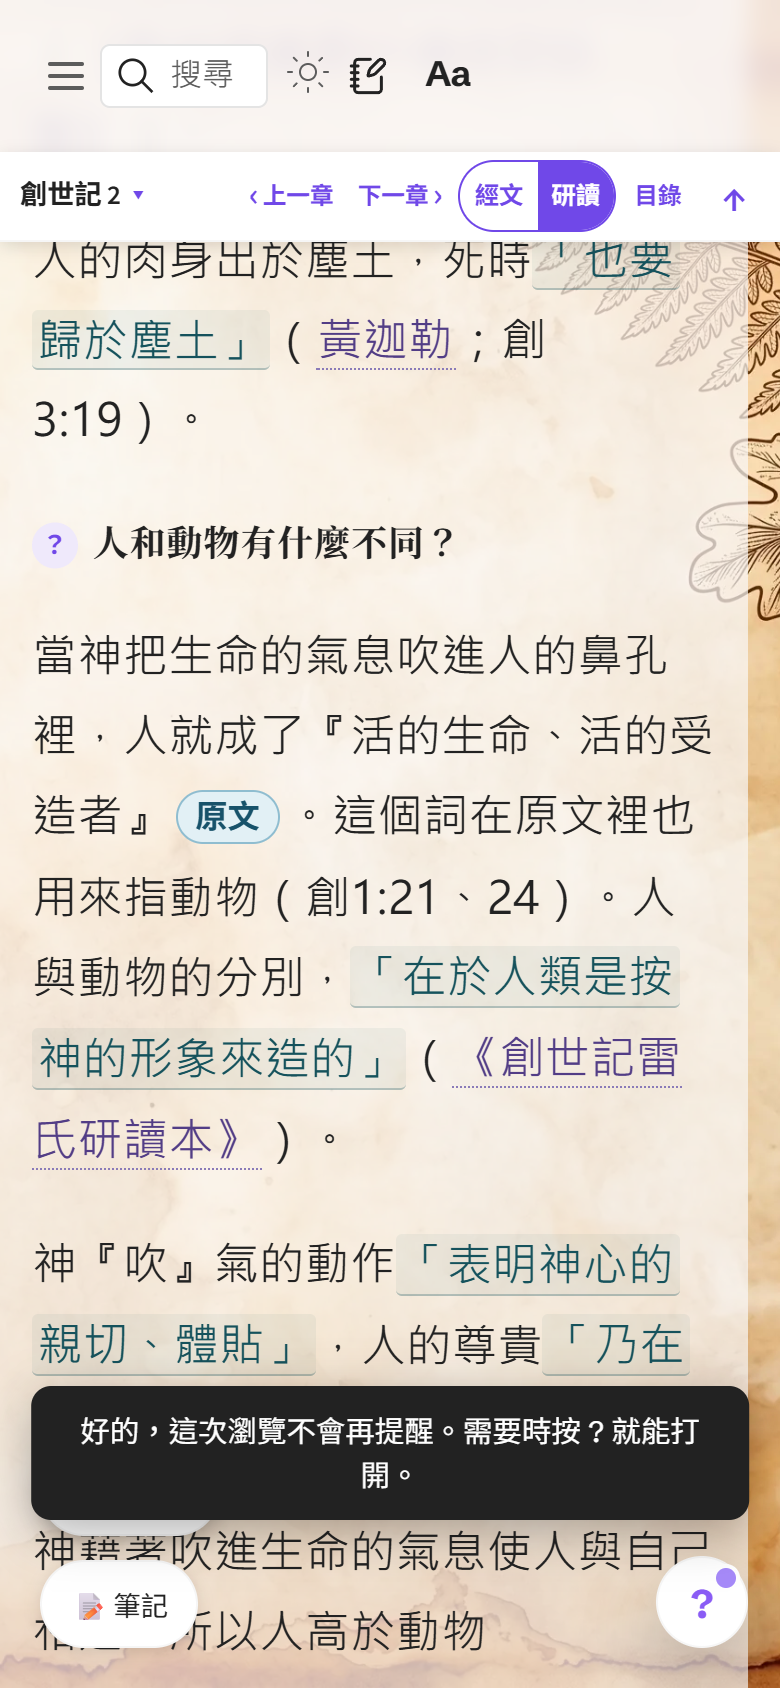 搜尋
Aa
創世記 2 ▼
‹ 上一章
下一章 ›
經文
研讀
目錄
↑
人的肉身出於塵土，死時「也要
歸於塵土」（黃迦勒；創
3:19）。
? 人和動物有什麼不同？
當神把生命的氣息吹進人的鼻孔
裡，人就成了『活的生命、活的受
造者』 原文 。這個詞在原文裡也
用來指動物（創1:21、24）。人
與動物的分別，「在於人類是按
神的形象來造的」（《創世記雷
氏研讀本》）。
神『吹』氣的動作「表明神心的
親切、體貼」，人的尊貴「乃在
好的，這次瀏覽不會再提醒。需要時按 ? 就能打
開。
神藉著吹進生命的氣息使人與自己
所以人高於動物
筆記
?